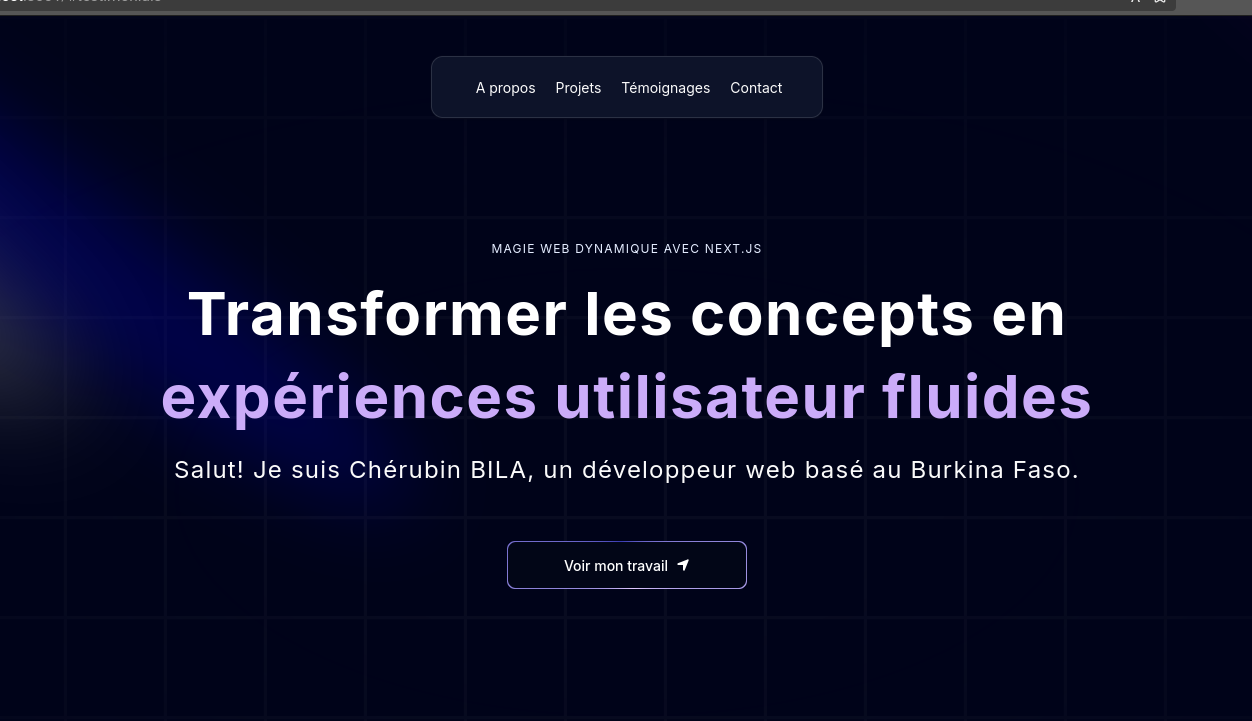 A propos Projets Témoignages Contact
MAGIE WEB DYNAMIQUE AVEC NEXT.JS
Transformer les concepts en
expériences utilisateur fluides
Salut! Je suis Chérubin BILA, un développeur web basé au Burkina Faso.
Voir mon travail